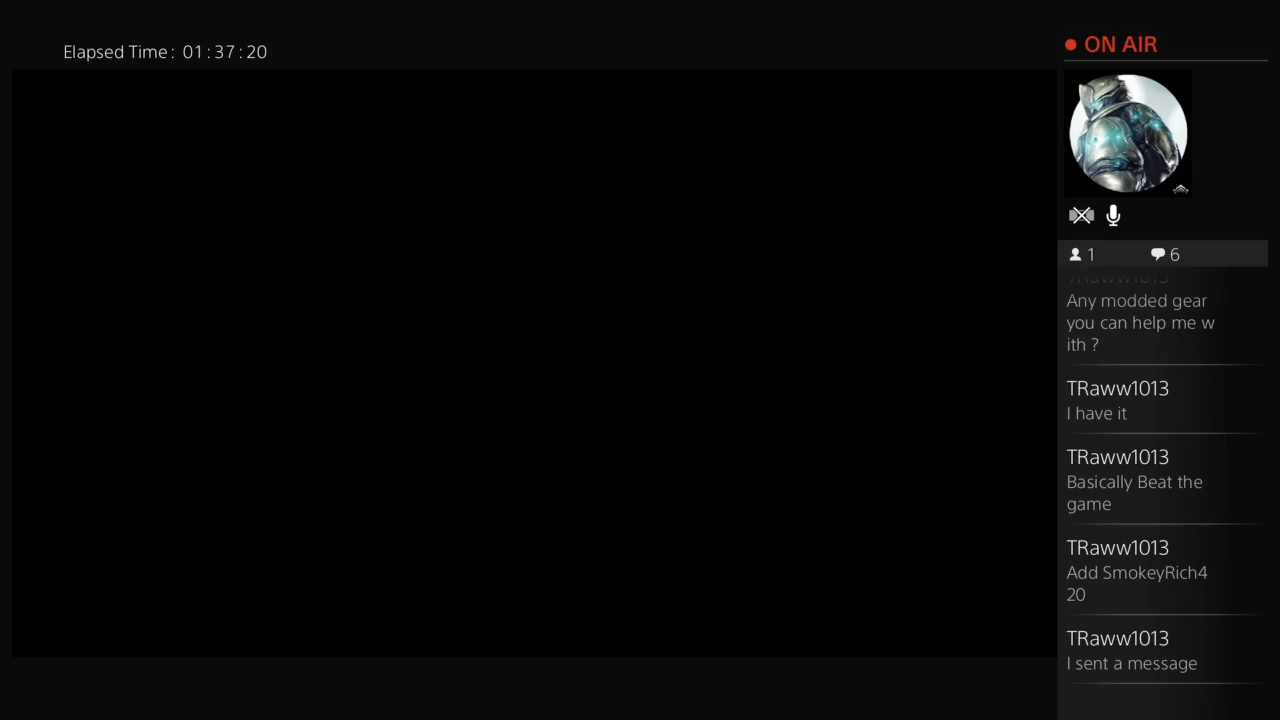 Elapsed Time: 01:37:20
ON AIR
1
6
TRaww1013
Any modded gear
you can help me w
ith ?
TRaww1013
I have it
TRaww1013
Basically Beat the
game
TRaww1013
Add SmokeyRich4
20
TRaww1013
I sent a message